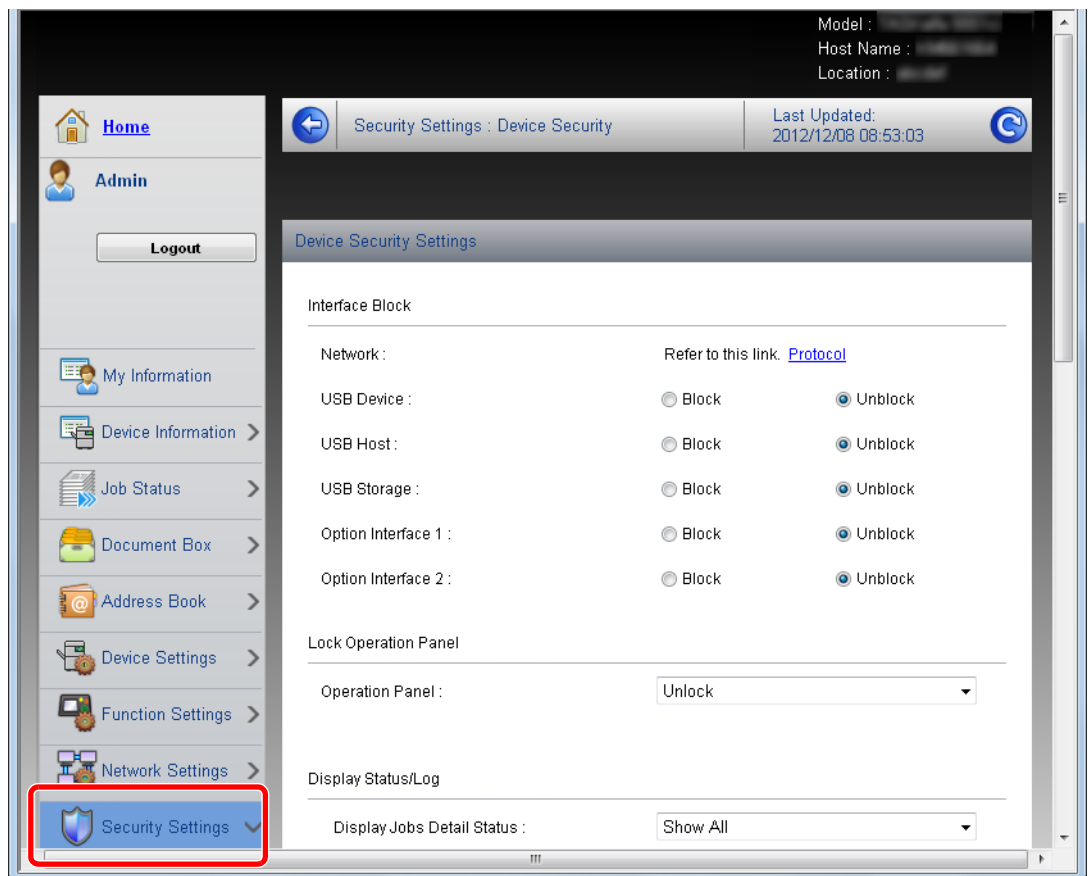 Model :
Host Name :
Location :
Home
Security Settings : Device Security
Last Updated:
2012/12/08 08:53:03
Admin
Logout
Device Security Settings
Interface Block
Network : Refer to this link. Protocol
My Information
USB Device : Block Unblock
Device Information
USB Host : Block Unblock
Job Status
USB Storage : Block Unblock
Document Box
Option Interface 1 : Block Unblock
Option Interface 2 : Block Unblock
Address Book
Lock Operation Panel
Device Settings
Operation Panel : Unlock
Function Settings
Network Settings
Display Status/Log
Security Settings
Display Jobs Detail Status : Show All